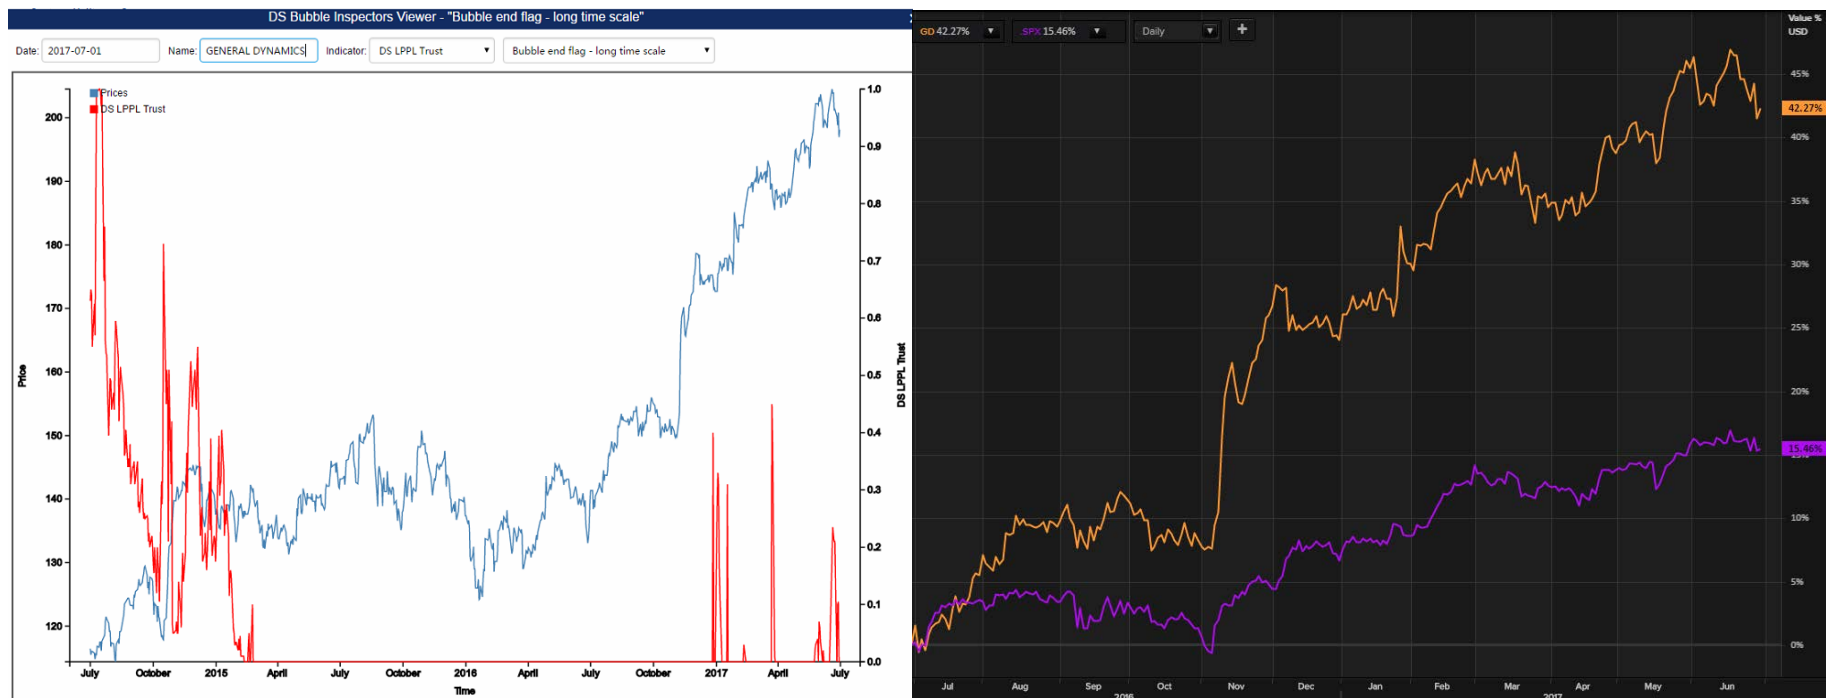 DS Bubble Inspectors Viewer - "Bubble end flag - long time scale"
Date: 2017-07-01 Name: GENERAL DYNAMICS Indicator: DS LPPL Trust Bubble end flag - long time scale
Prices
DS LPPL Trust
200
190
180
170
160
150
140
130
120
Price
1.0
0.9
0.8
0.7
0.6
0.5
0.4
0.3
0.2
0.1
0.0
DS LPPL Trust
July October 2015 April July October 2016 April July October 2017 April July
Time
GD 42.27% .SPX 15.46% Daily +
Value %
USD
45%
42.27%
40%
35%
30%
25%
20%
15.46%
15%
10%
5%
0%
Jul Aug Sep Oct Nov Dec Jan Feb Mar Apr May Jun
2016 2017